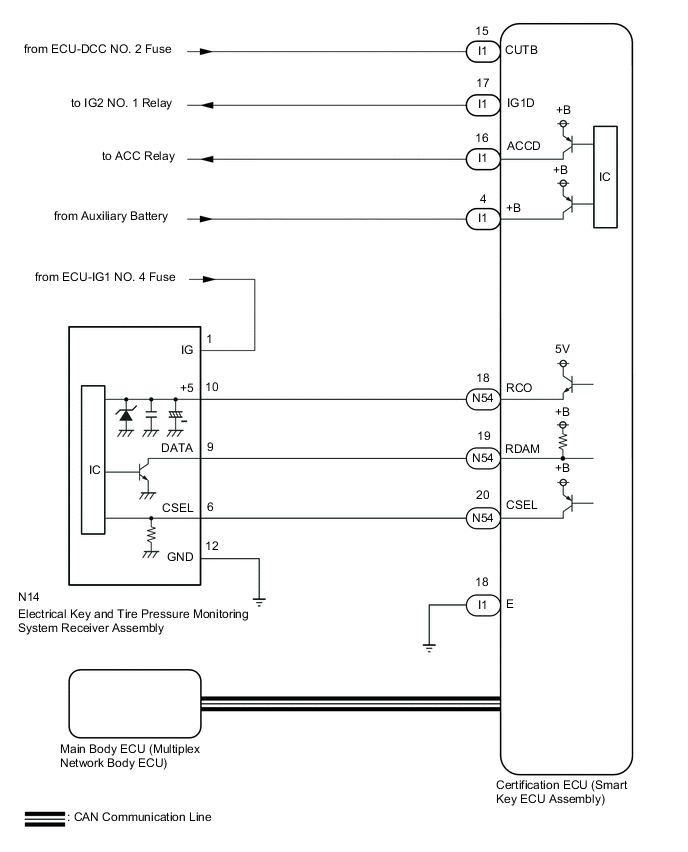 15
from ECU-DCC NO. 2 Fuse
I1
CUTB
17
to IG2 NO. 1 Relay
I1
IG1D
+B
16
to ACC Relay
I1
ACCD
IC
+B
4
from Auxiliary Battery
I1
+B
from ECU-IG1 NO. 4 Fuse
1
IG
5V
+5
10
18
N54
RCO
+B
DATA
9
19
N54
RDAM
IC
+B
CSEL
6
20
N54
CSEL
12
GND
18
I1
E
N14
Electrical Key and Tire Pressure Monitoring
System Receiver Assembly
Main Body ECU (Multiplex
Network Body ECU)
Certification ECU (Smart
Key ECU Assembly)
: CAN Communication Line